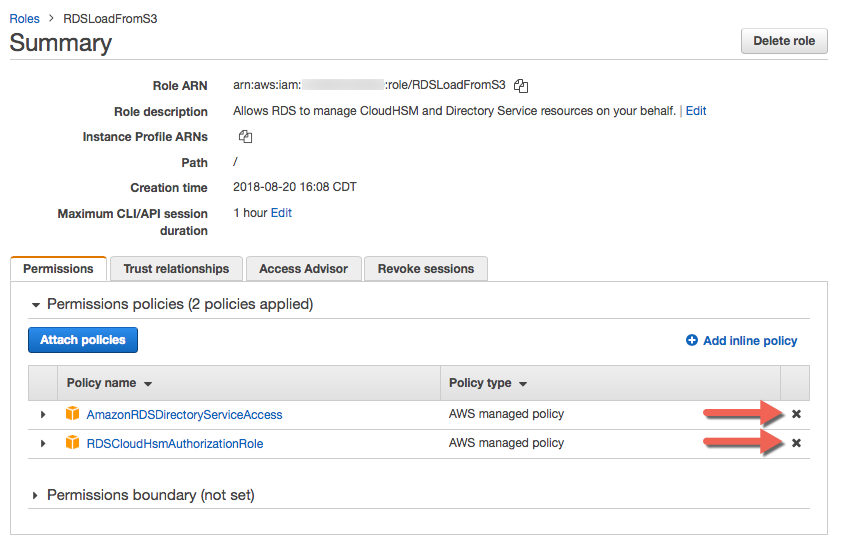 Roles > RDSLoadFromS3
Summary
Delete role
Role ARN arn:aws:iam: :role/RDSLoadFromS3
Role description Allows RDS to manage CloudHSM and Directory Service resources on your behalf. | Edit
Instance Profile ARNs
Path /
Creation time 2018-08-20 16:08 CDT
Maximum CLI/API session 1 hour Edit
duration
Permissions Trust relationships Access Advisor Revoke sessions
Permissions policies (2 policies applied)
Attach policies Add inline policy
Policy name Policy type
AmazonRDSDirectoryServiceAccess AWS managed policy
RDSCloudHsmAuthorizationRole AWS managed policy
Permissions boundary (not set)